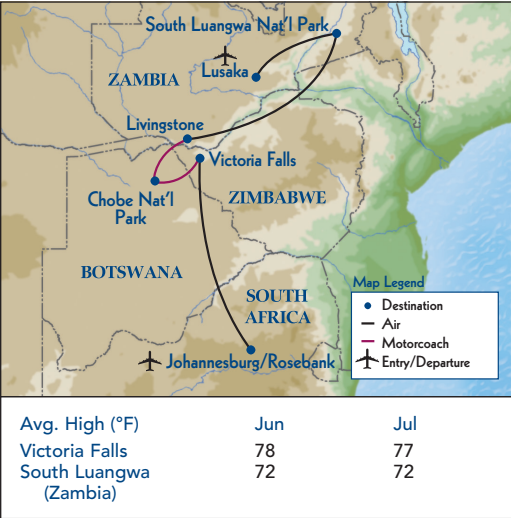 South Luangwa Nat'l Park
ZAMBIA
Lusaka
Livingstone
Victoria Falls
Chobe Nat'l
Park
ZIMBABWE
BOTSWANA
SOUTH
AFRICA
Johannesburg/Rosebank
Map Legend
Destination
Air
Motorcoach
Entry/Departure
Avg. High (°F) Jun Jul
Victoria Falls 78 77
South Luangwa 72 72
(Zambia)